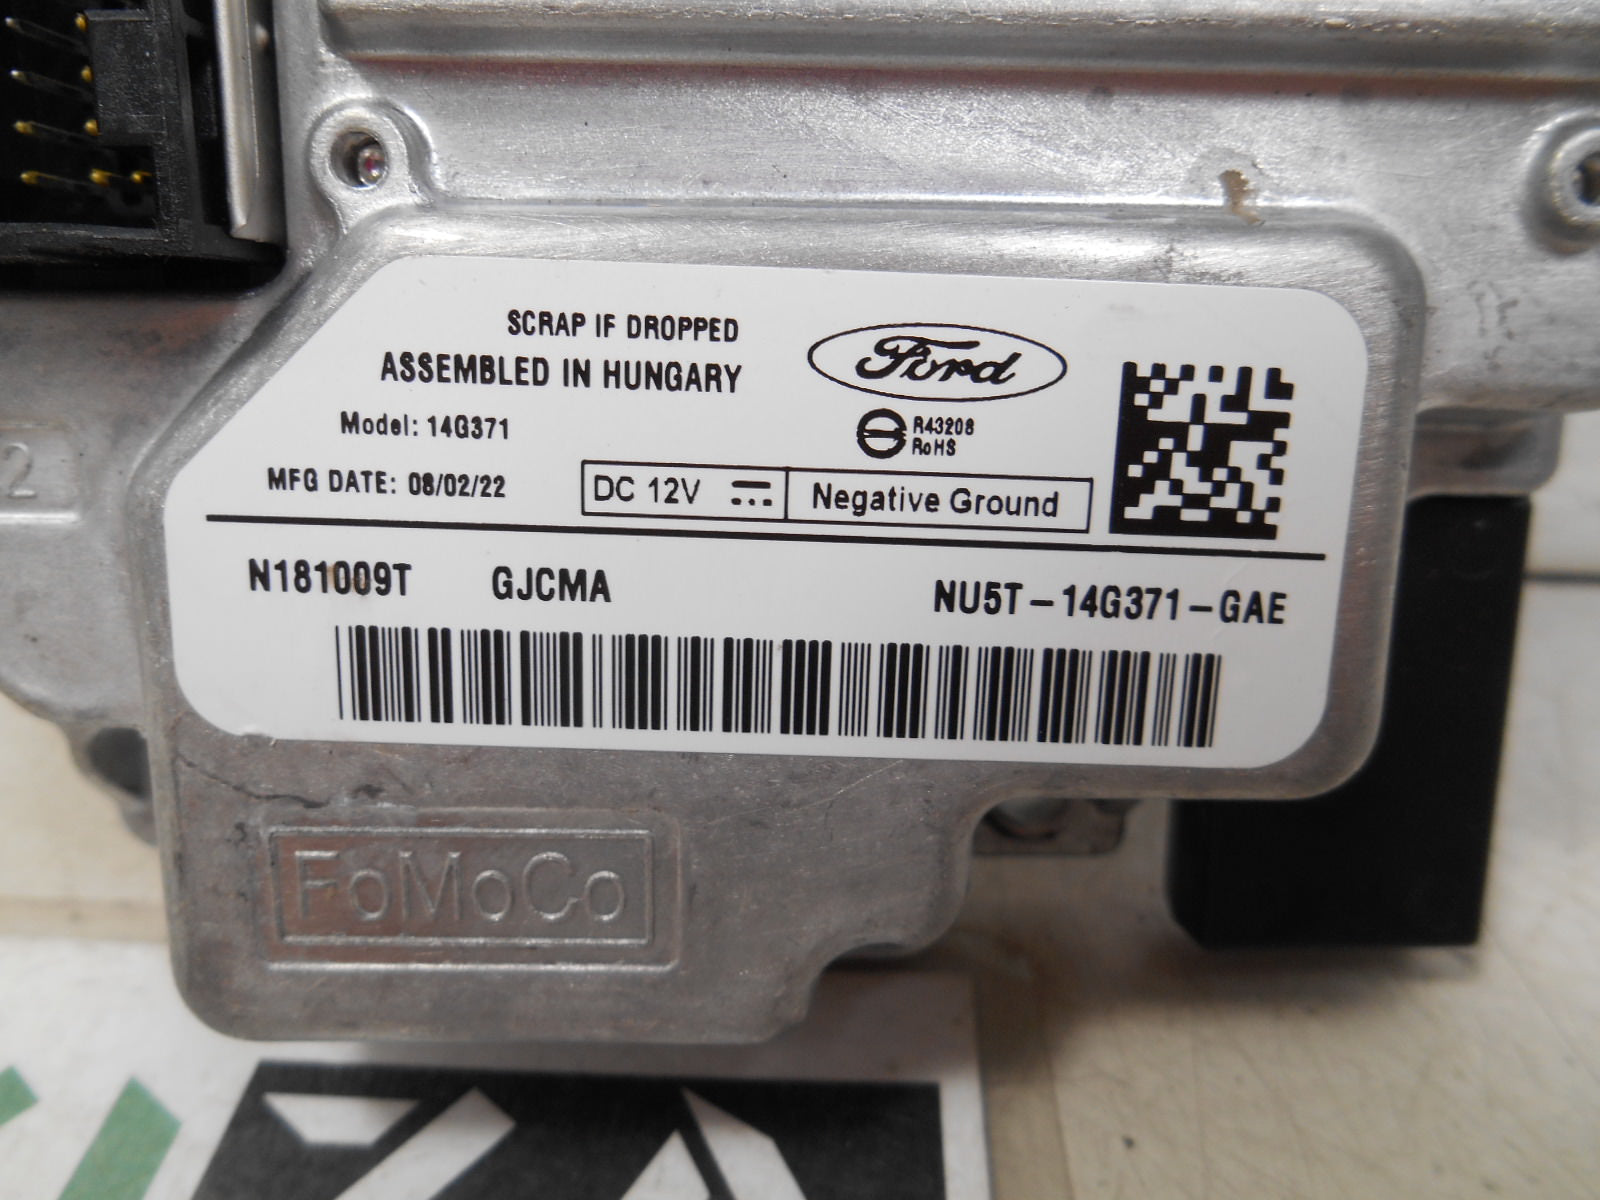 SCRAP IF DROPPED
ASSEMBLED IN HUNGARY
Ford
Model: 14G371
R43208
RoHS
MFG DATE: 08/02/22
DC 12V
Negative Ground
N181009T GJCMA NU5T-14G371-GAE
FoMoCo
2